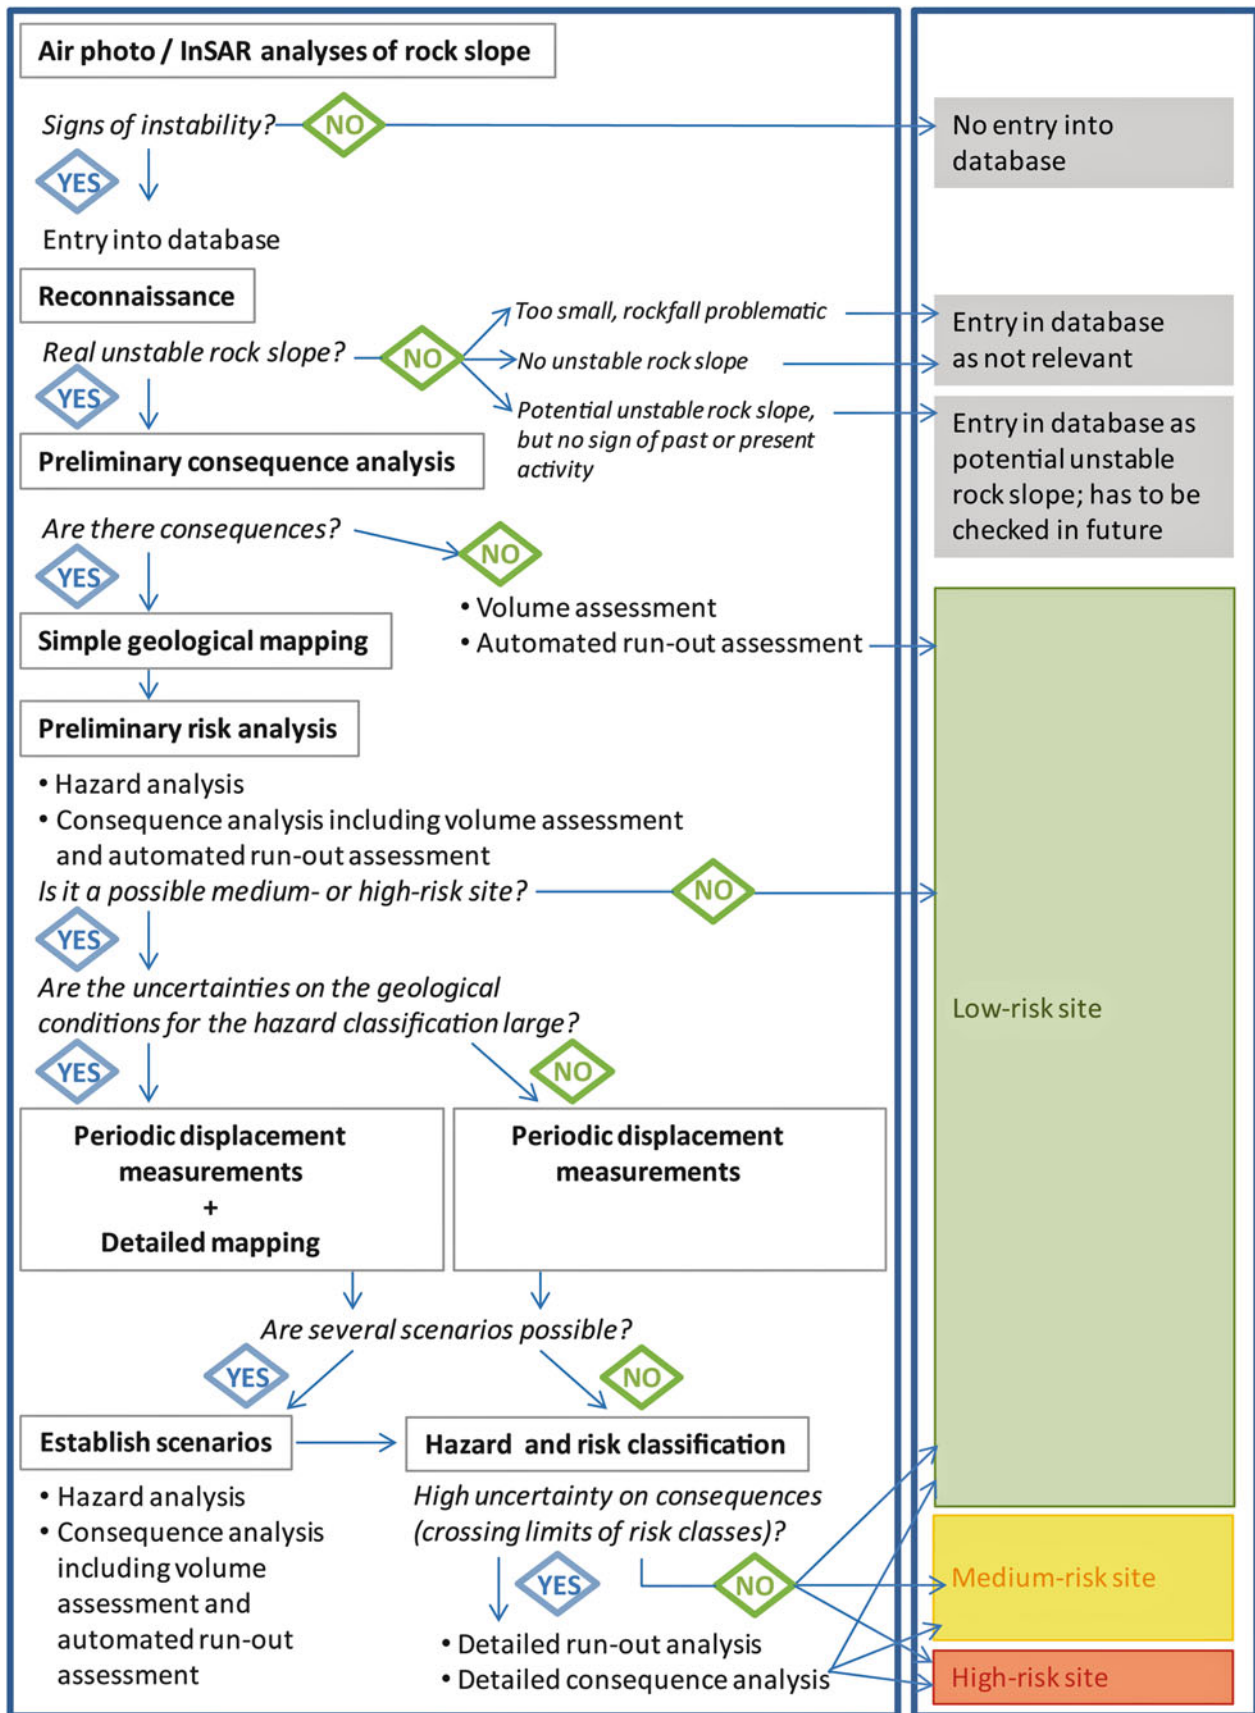 Air photo / InSAR analyses of rock slope
Signs of instability?
NO
No entry into
database
YES
Entry into database
Reconnaissance
Real unstable rock slope?
NO
Too small, rockfall problematic
No unstable rock slope
Potential unstable rock slope,
but no sign of past or present
activity
Entry in database
as not relevant
Entry in database as
potential unstable
rock slope; has to be
checked in future
YES
Preliminary consequence analysis
Are there consequences?
NO
• Volume assessment
• Automated run-out assessment
YES
Simple geological mapping
Preliminary risk analysis
• Hazard analysis
• Consequence analysis including volume assessment
and automated run-out assessment
Is it a possible medium- or high-risk site?
NO
YES
Low-risk site
Are the uncertainties on the geological
conditions for the hazard classification large?
YES
NO
Periodic displacement
measurements
+
Detailed mapping
Periodic displacement
measurements
Are several scenarios possible?
YES
NO
Establish scenarios
• Hazard analysis
• Consequence analysis
including volume
assessment and
automated run-out
assessment
Hazard and risk classification
High uncertainty on consequences
(crossing limits of risk classes)?
YES
NO
• Detailed run-out analysis
• Detailed consequence analysis
Medium-risk site
High-risk site